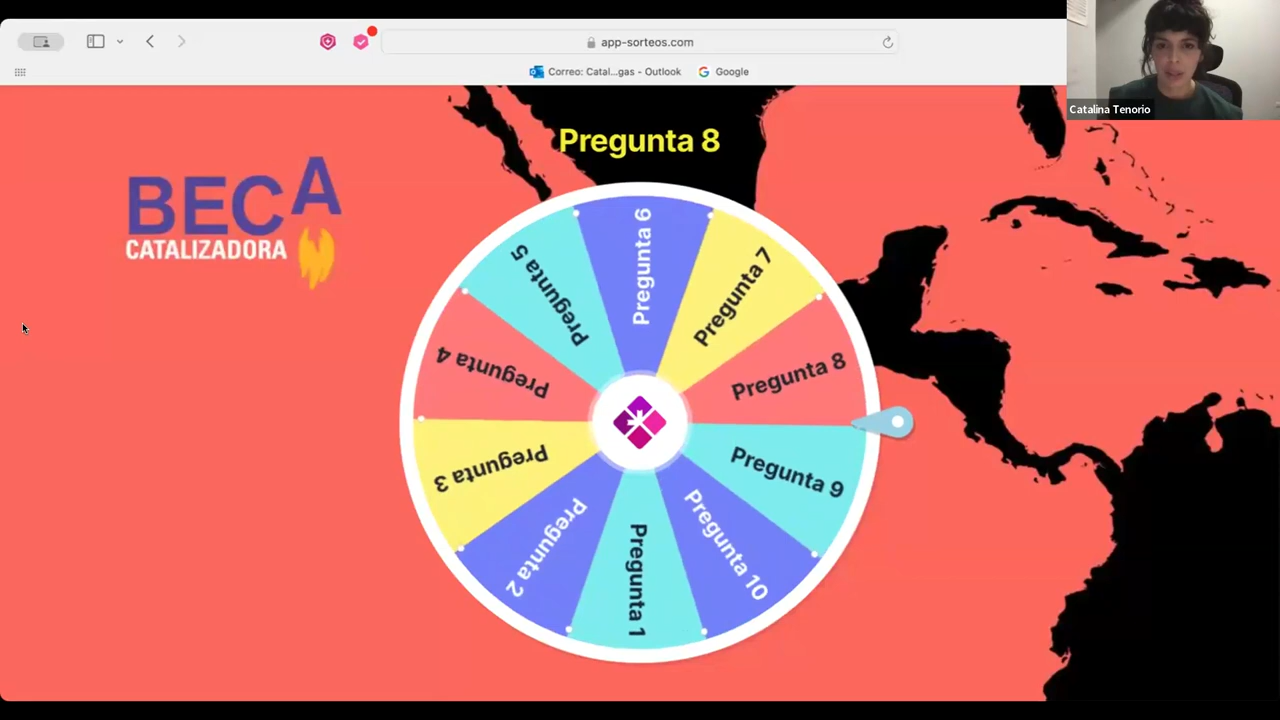 app-sorteos.com
Correo: Catal...gas - Outlook
Google
Catalina Tenorio
Pregunta 8
BECA
CATALIZADORA
Pregunta 6
Pregunta 7
Pregunta 8
Pregunta 9
Pregunta 10
Pregunta 1
Pregunta 2
Pregunta 3
Pregunta 4
Pregunta 5